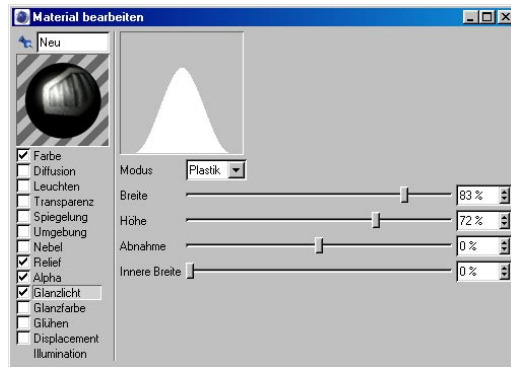 Material bearbeiten
Neu
Farbe
Diffusion
Leuchten
Transparenz
Spiegelung
Umgebung
Nebel
Relief
Alpha
Glanzlicht
Glanzfarbe
Glühen
Displacement
Illumination
Modus Plastik
Breite 83 %
Höhe 72 %
Abnahme 0 %
Innere Breite 0 %